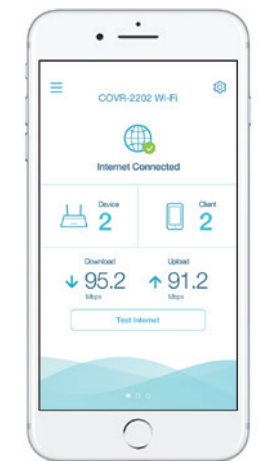 COVR-2202 Wi-Fi
Internet Connected
Device
2
Client
2
Download
95.2
Mbps
Upload
91.2
Mbps
Test Internet